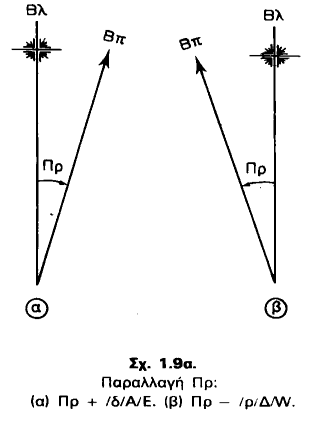 Βλ
Βπ
Πρ
α
Βπ
Βλ
Πρ
β
Σχ. 1.9α.
Παραλλαγή Πρ:
(α) Πρ + /δ/Α/Ε. (β) Πρ − /ρ/Δ/W.